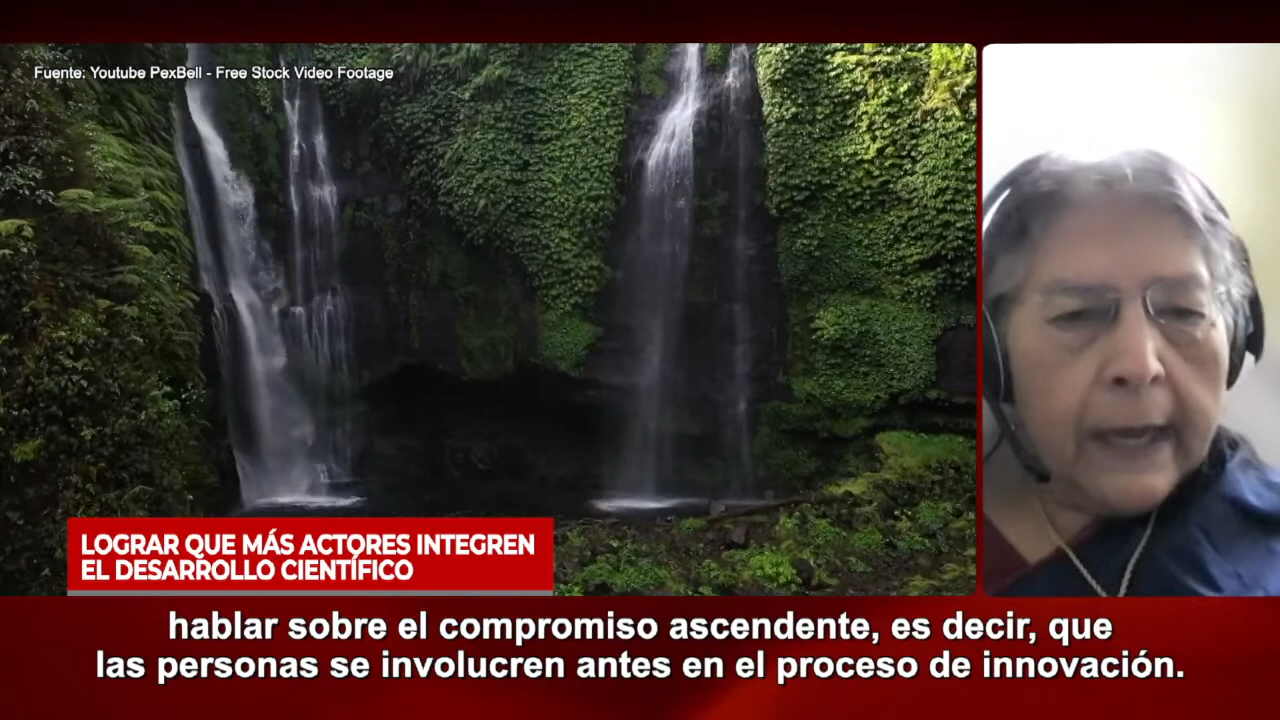 Fuente: Youtube PexBell - Free Stock Video Footage
LOGRAR QUE MÁS ACTORES INTEGREN
EL DESARROLLO CIENTÍFICO
hablar sobre el compromiso ascendente, es decir, que
las personas se involucren antes en el proceso de innovación.